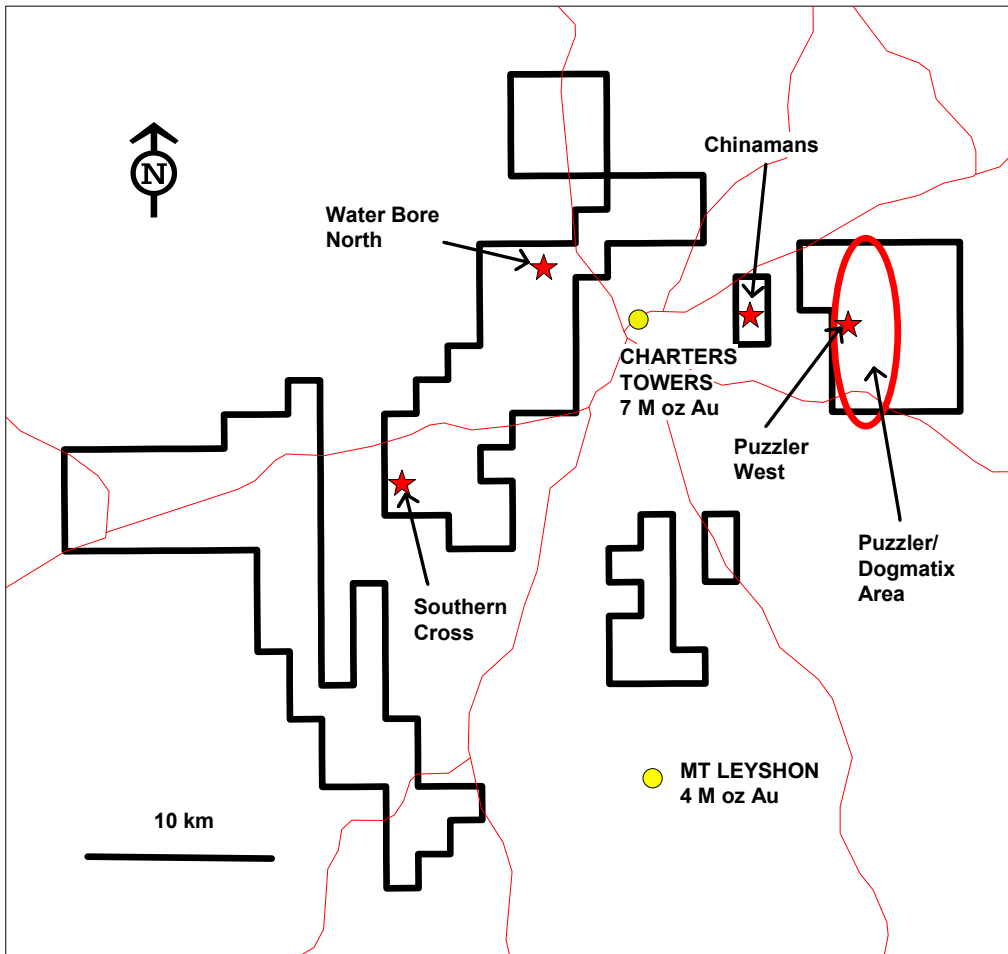 Chinamans
N
Water Bore
North
CHARTERS
TOWERS
7 M oz Au
Puzzler
West
Puzzler/
Dogmatix
Area
Southern
Cross
MT LEYSHON
4 M oz Au
10 km